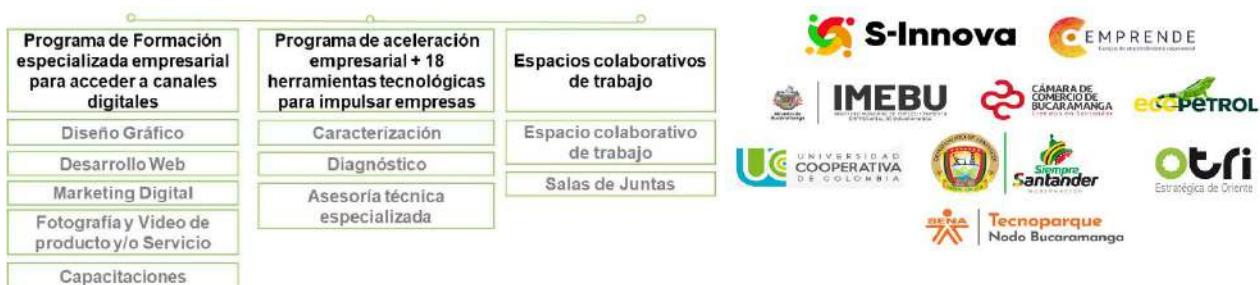 Programa de Formación
especializada empresarial
para acceder a canales
digitales
Diseño Gráfico
Desarrollo Web
Marketing Digital
Fotografía y Video de
producto y/o Servicio
Capacitaciones
Programa de aceleración
empresarial + 18
herramientas tecnológicas
para impulsar empresas
Caracterización
Diagnóstico
Asesoría técnica
especializada
Espacios colaborativos
de trabajo
Espacio colaborativo
de trabajo
Salas de Juntas
S-Innova
EMPRENDE
IMEBU
CÁMARA DE
COMERCIO DE
BUCARAMANGA
ecopetrol
UCC
UNIVERSIDAD
COOPERATIVA
DE COLOMBIA
Siempre
Santander
Otri
Estratégica de Oriente
SENA
Tecnoparque
Nodo Bucaramanga